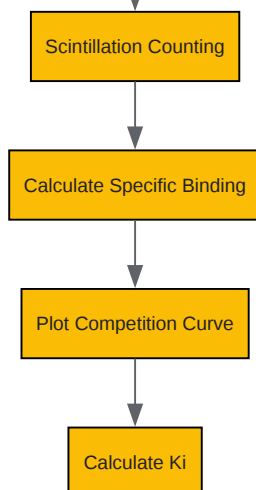 Scintillation Counting
Calculate Specific Binding
Plot Competition Curve
Calculate Ki